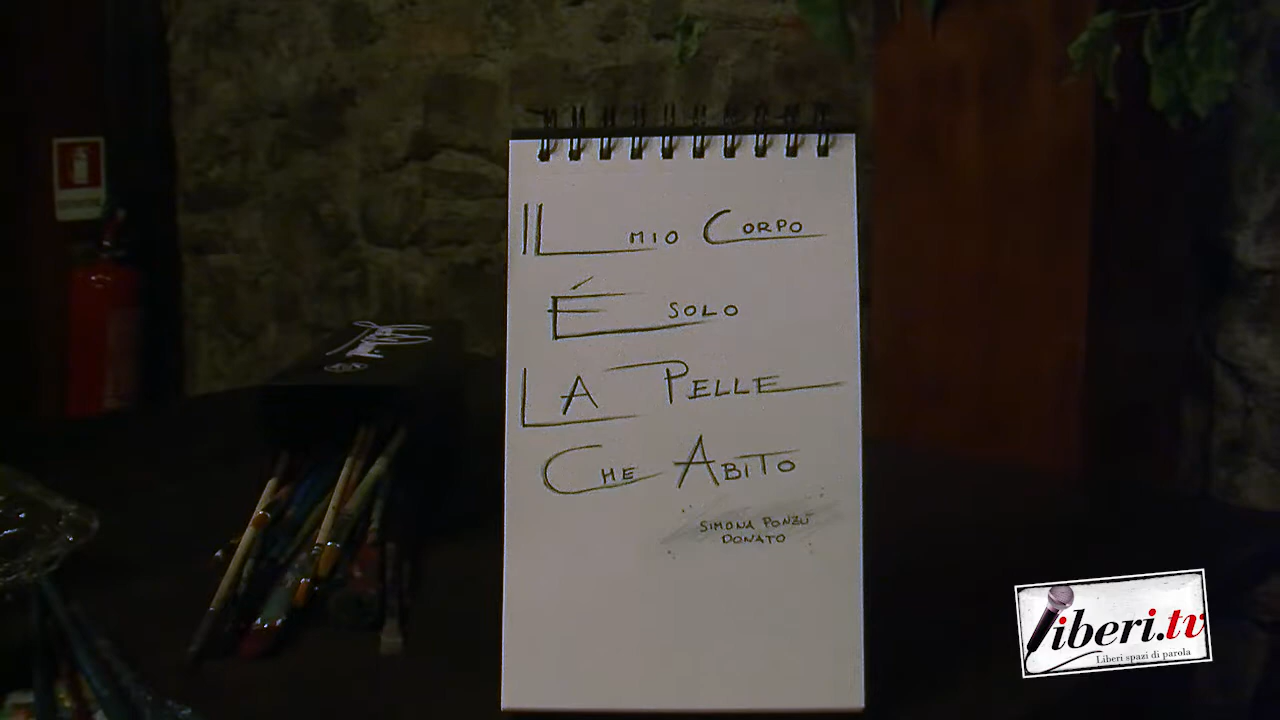 IL MIO CORPO
É SOLO
LA PELLE
CHE ABITO
SIMONA PONZÙ
DONATO
liberi.tv
Liberi spazi di parola